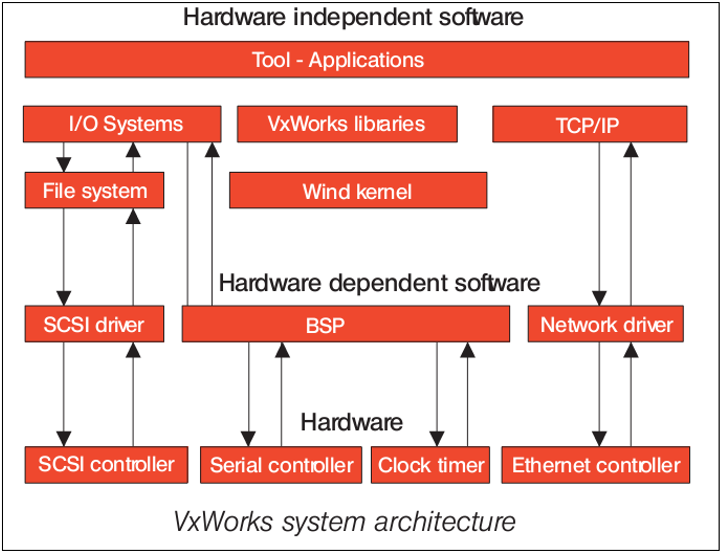 Hardware independent software
Tool - Applications
I/O Systems
VxWorks libraries
TCP/IP
File system
Wind kernel
Hardware dependent software
SCSI driver
BSP
Network driver
Hardware
SCSI controller
Serial controller
Clock timer
Ethernet controller
VxWorks system architecture